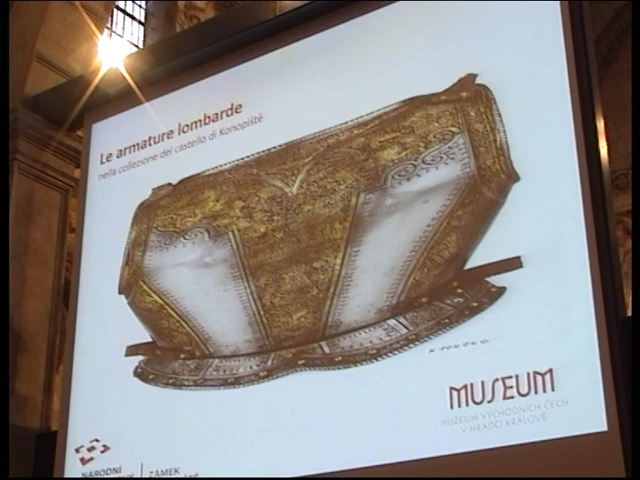 Le armature lombarde
nella collezione del castello di Konopiště
MUSEUM
MUZEUM VÝCHODNÍCH ČECH
V HRADCI KRÁLOVÉ
NÁRODNÍ
ZÁMEK